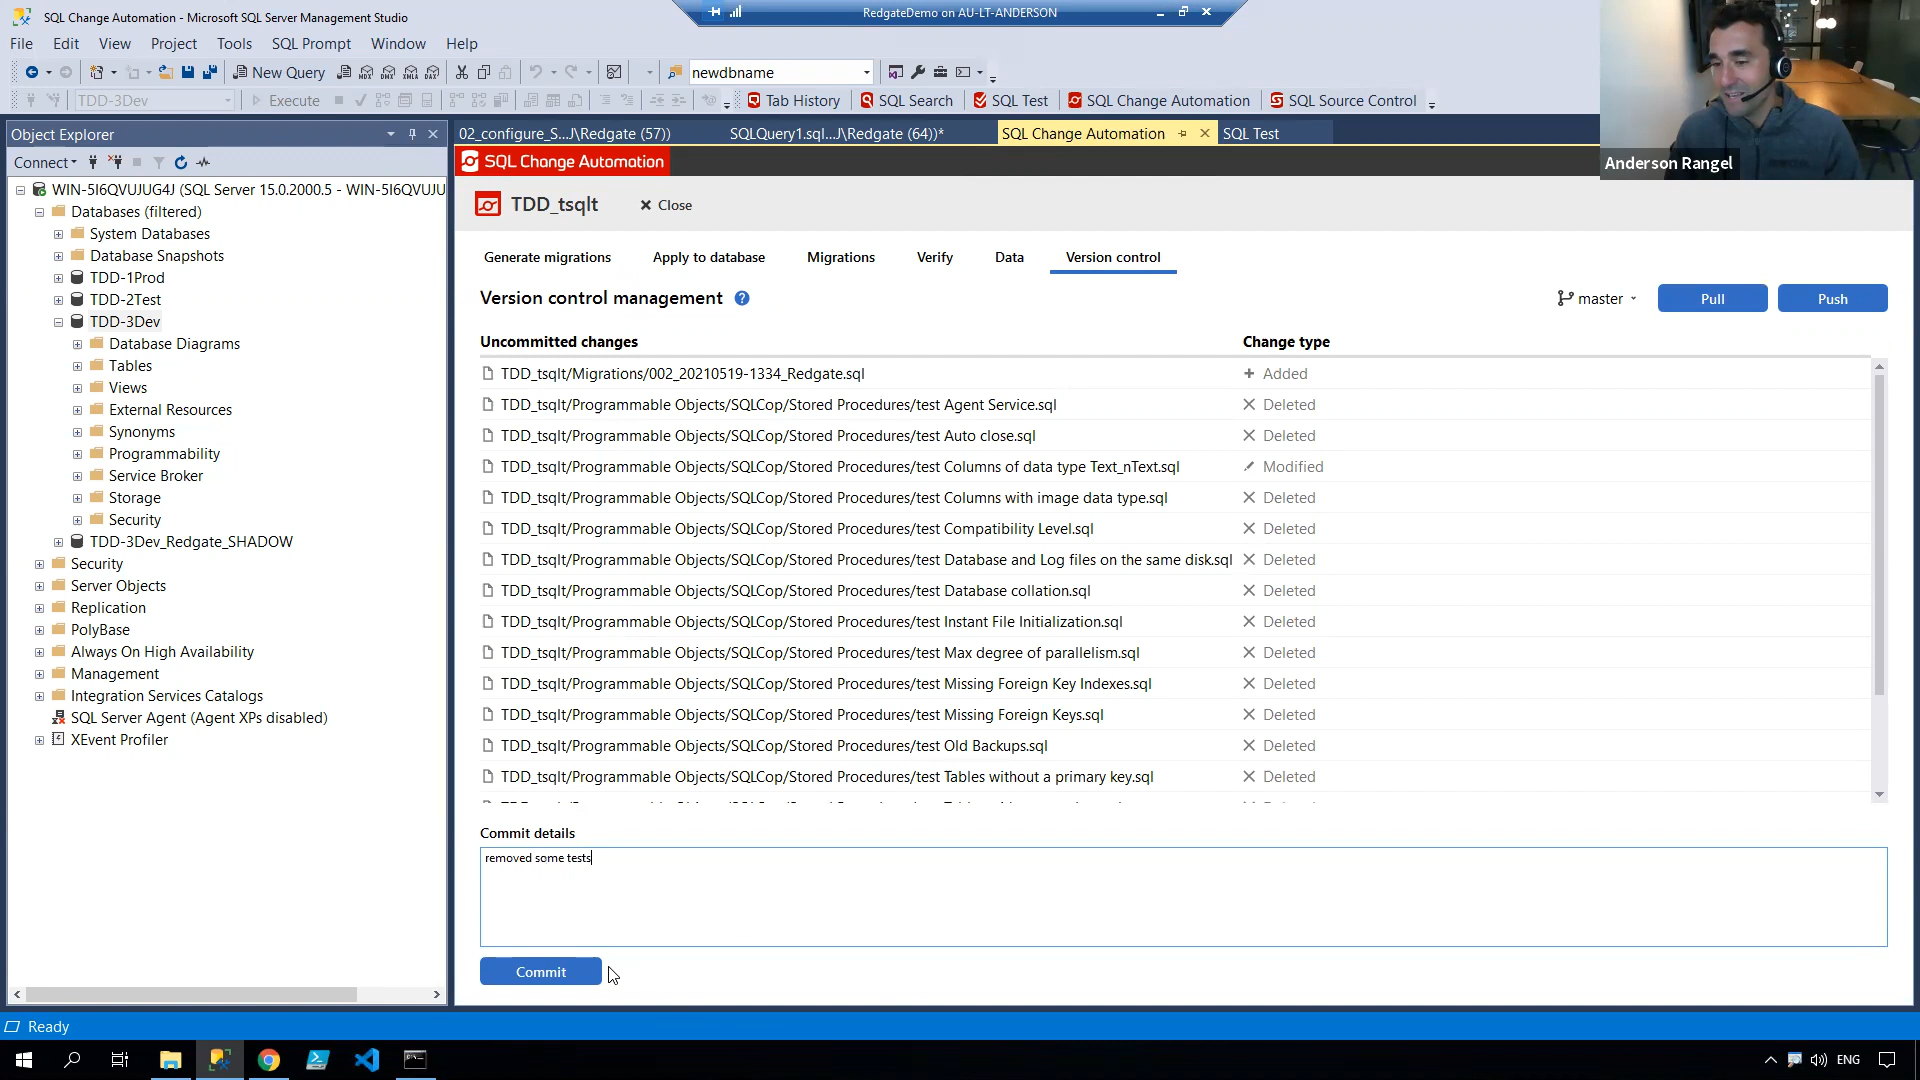 SQL Change Automation - Microsoft SQL Server Management Studio
RedgateDemo on AU-LT-ANDERSON
File Edit View Project Tools SQL Prompt Window Help
New Query
MDX DMX XMLA DAX
newdbname
TDD-3Dev
Execute
Tab History
SQL Search
SQL Test
SQL Change Automation
SQL Source Control
Anderson Rangel
Object Explorer
Connect
WIN-5I6QVUJUG4J (SQL Server 15.0.2000.5 - WIN-5I6QVUJU
Databases (filtered)
System Databases
Database Snapshots
TDD-1Prod
TDD-2Test
TDD-3Dev
Database Diagrams
Tables
Views
External Resources
Synonyms
Programmability
Service Broker
Storage
Security
TDD-3Dev_Redgate_SHADOW
Security
Server Objects
Replication
PolyBase
Always On High Availability
Management
Integration Services Catalogs
SQL Server Agent (Agent XPs disabled)
XEvent Profiler
02_configure_S...J\Redgate (57))
SQLQuery1.sql...J\Redgate (64))*
SQL Change Automation
SQL Test
SQL Change Automation
TDD_tsqlt
Close
Generate migrations Apply to database Migrations Verify Data Version control
Version control management ?
master
Pull
Push
Uncommitted changes Change type
TDD_tsqlt/Migrations/002_20210519-1334_Redgate.sql Added
TDD_tsqlt/Programmable Objects/SQLCop/Stored Procedures/test Agent Service.sql Deleted
TDD_tsqlt/Programmable Objects/SQLCop/Stored Procedures/test Auto close.sql Deleted
TDD_tsqlt/Programmable Objects/SQLCop/Stored Procedures/test Columns of data type Text_nText.sql Modified
TDD_tsqlt/Programmable Objects/SQLCop/Stored Procedures/test Columns with image data type.sql Deleted
TDD_tsqlt/Programmable Objects/SQLCop/Stored Procedures/test Compatibility Level.sql Deleted
TDD_tsqlt/Programmable Objects/SQLCop/Stored Procedures/test Database and Log files on the same disk.sql Deleted
TDD_tsqlt/Programmable Objects/SQLCop/Stored Procedures/test Database collation.sql Deleted
TDD_tsqlt/Programmable Objects/SQLCop/Stored Procedures/test Instant File Initialization.sql Deleted
TDD_tsqlt/Programmable Objects/SQLCop/Stored Procedures/test Max degree of parallelism.sql Deleted
TDD_tsqlt/Programmable Objects/SQLCop/Stored Procedures/test Missing Foreign Key Indexes.sql Deleted
TDD_tsqlt/Programmable Objects/SQLCop/Stored Procedures/test Missing Foreign Keys.sql Deleted
TDD_tsqlt/Programmable Objects/SQLCop/Stored Procedures/test Old Backups.sql Deleted
TDD_tsqlt/Programmable Objects/SQLCop/Stored Procedures/test Tables without a primary key.sql Deleted
Commit details
removed some tests
Commit
Ready
ENG